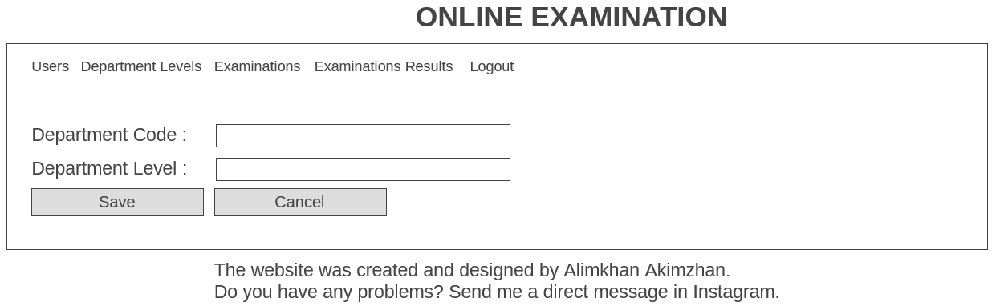 ONLINE EXAMINATION
Users Department Levels Examinations Examinations Results Logout
Department Code :
Department Level :
Save Cancel
The website was created and designed by Alimkhan Akimzhan.
Do you have any problems? Send me a direct message in Instagram.